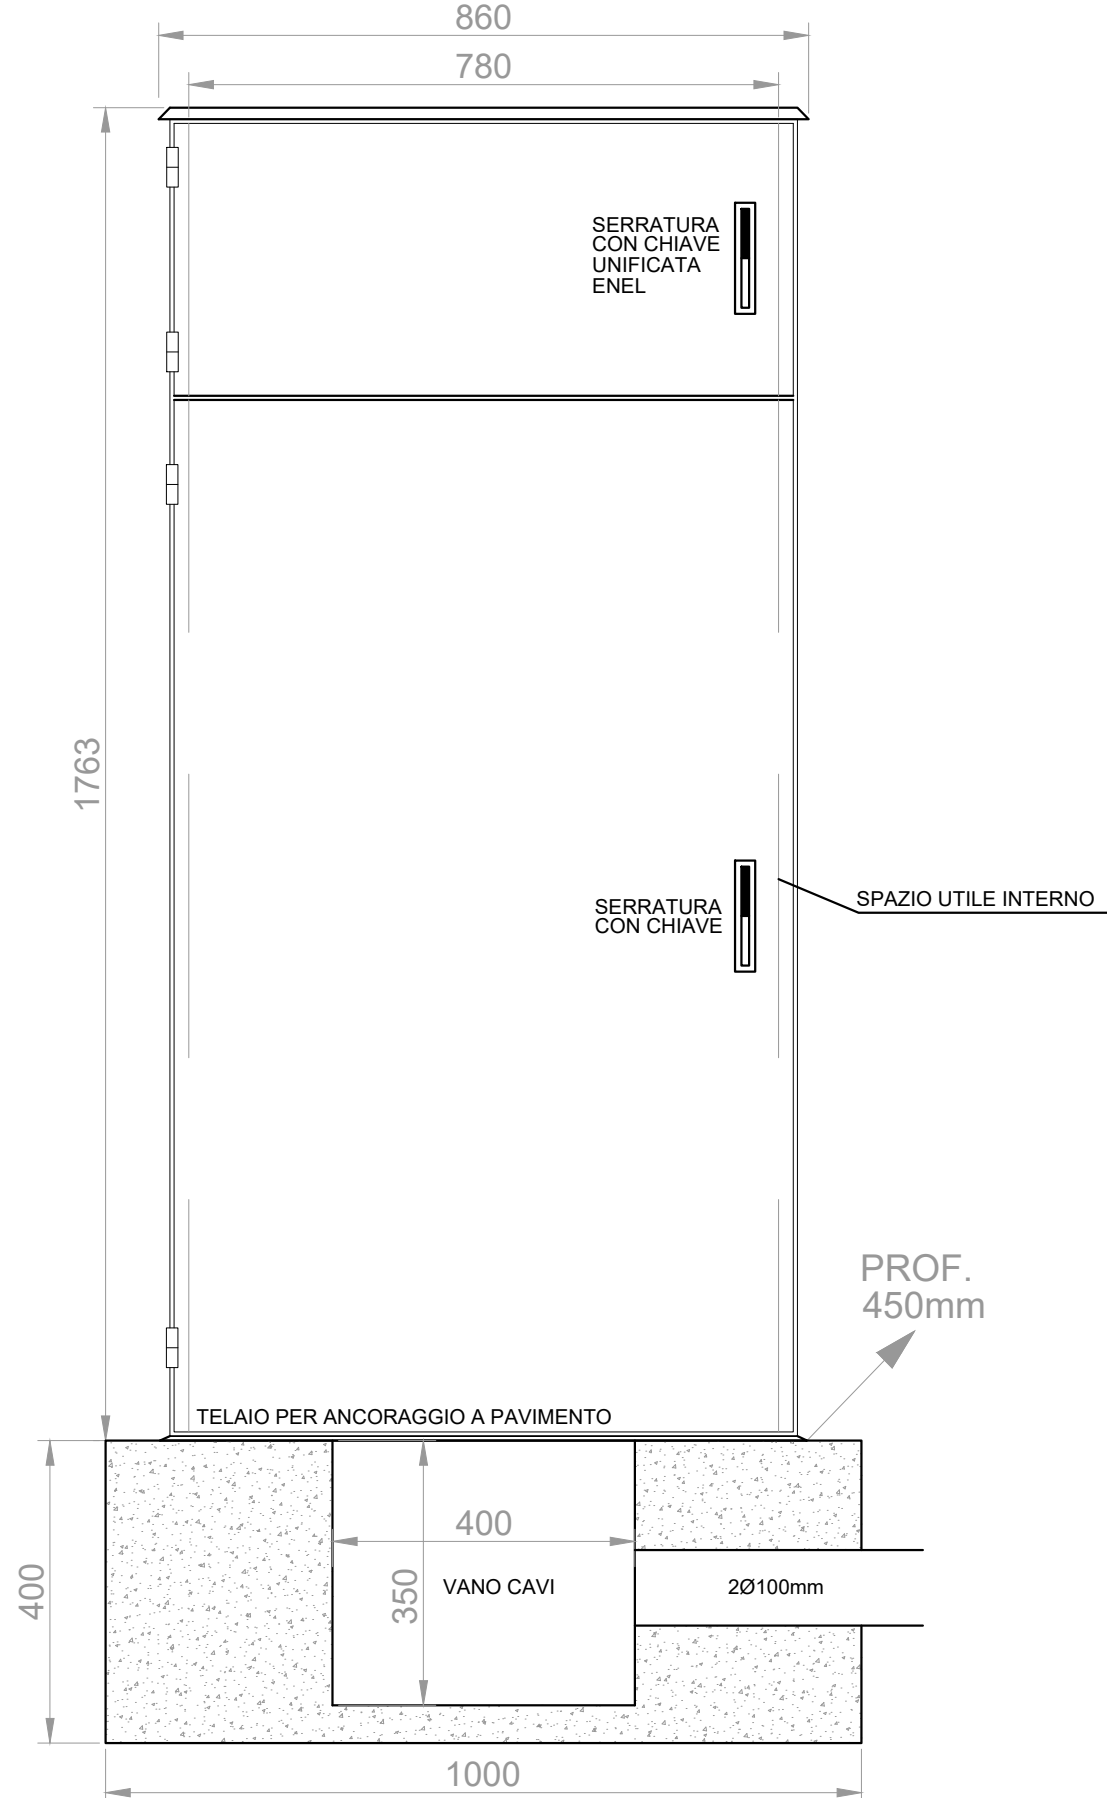 860
780
SERRATURA
CON CHIAVE
UNIFICATA
ENEL
1763
SERRATURA
CON CHIAVE
SPAZIO UTILE INTERNO
PROF.
450mm
TELAIO PER ANCORAGGIO A PAVIMENTO
400
400
350
VANO CAVI
2Ø100mm
1000